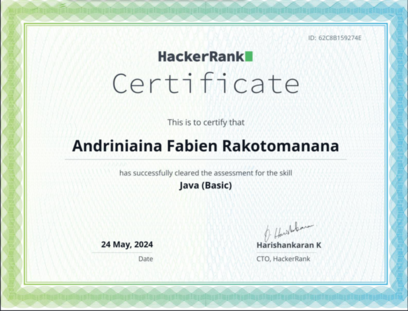 ID: 62C8B159274E
HackerRank
Certificate
This is to certify that
Andriniaina Fabien Rakotomanana
has successfully cleared the assessment for the skill
Java (Basic)
24 May, 2024
Date
Harishankaran K
CTO, HackerRank